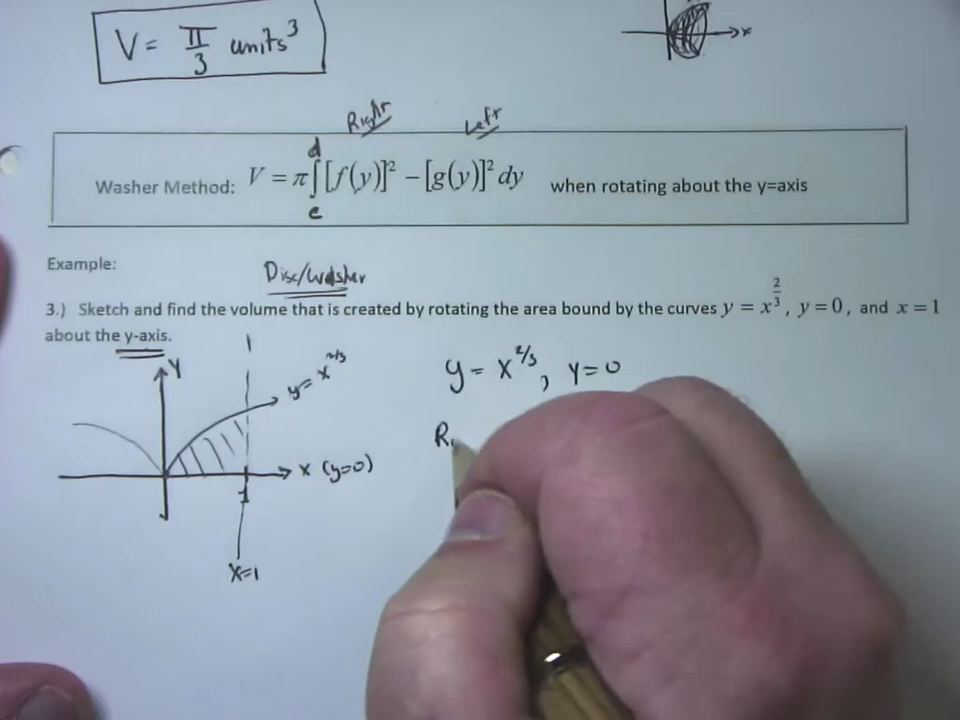 V = π/3 units³
x
Right Left
Washer Method: V = π ∫ [f(y)]² − [g(y)]² dy when rotating about the y=axis
d
c
Example:
Disc/Washer
3.) Sketch and find the volume that is created by rotating the area bound by the curves y = x^(2/3), y = 0, and x = 1
about the y-axis.
y
y = x^(2/3)
x (y=0)
1
x=1
y = x^(2/3), y=0